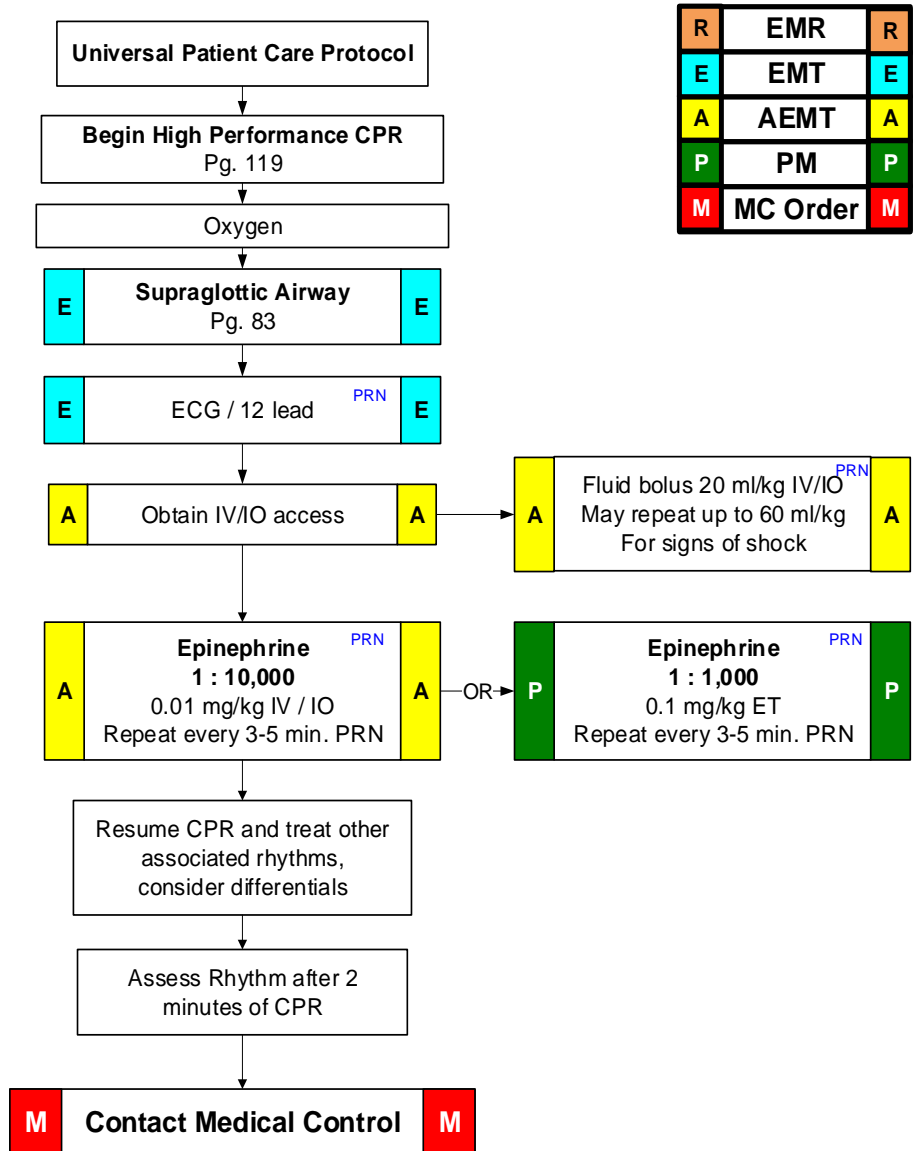 Universal Patient Care Protocol
R EMR R
E EMT E
A AEMT A
P PM P
M MC Order M
Begin High Performance CPR
Pg. 119
Oxygen
E Supraglottic Airway E
Pg. 83
E ECG / 12 lead PRN E
A Obtain IV/IO access A
PRN
A Fluid bolus 20 ml/kg IV/IO A
May repeat up to 60 ml/kg
For signs of shock
PRN
A Epinephrine A
1 : 10,000
0.01 mg/kg IV / IO
Repeat every 3-5 min. PRN
OR
PRN
P Epinephrine P
1 : 1,000
0.1 mg/kg ET
Repeat every 3-5 min. PRN
Resume CPR and treat other
associated rhythms,
consider differentials
Assess Rhythm after 2
minutes of CPR
M Contact Medical Control M